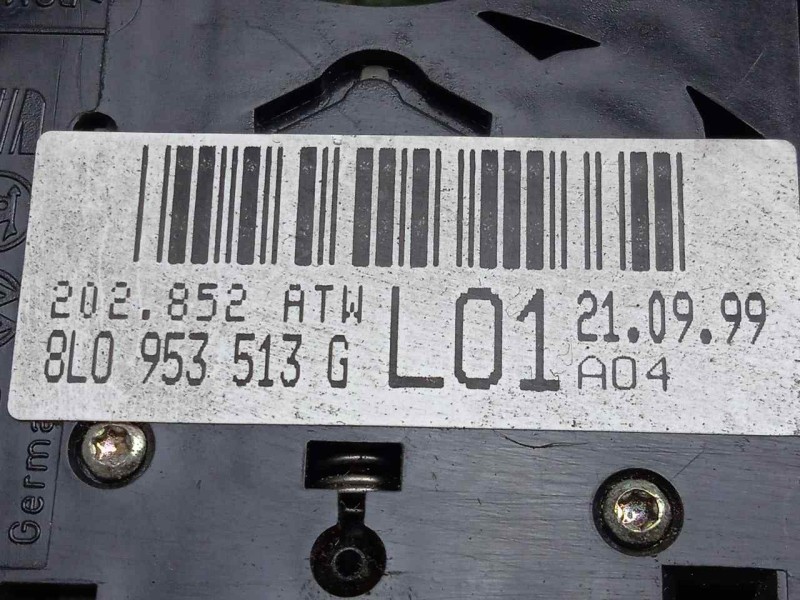 202.852 ATW
8L0 953 513 G
L01
21.09.99
A04
Germa